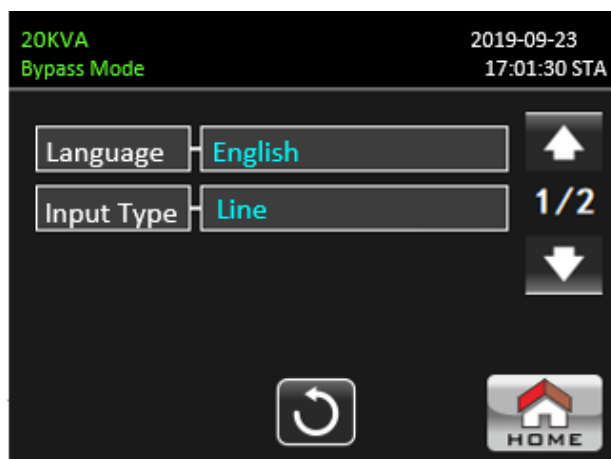 20KVA
2019-09-23
Bypass Mode
17:01:30 STA
Language English
Input Type Line
1/2
HOME